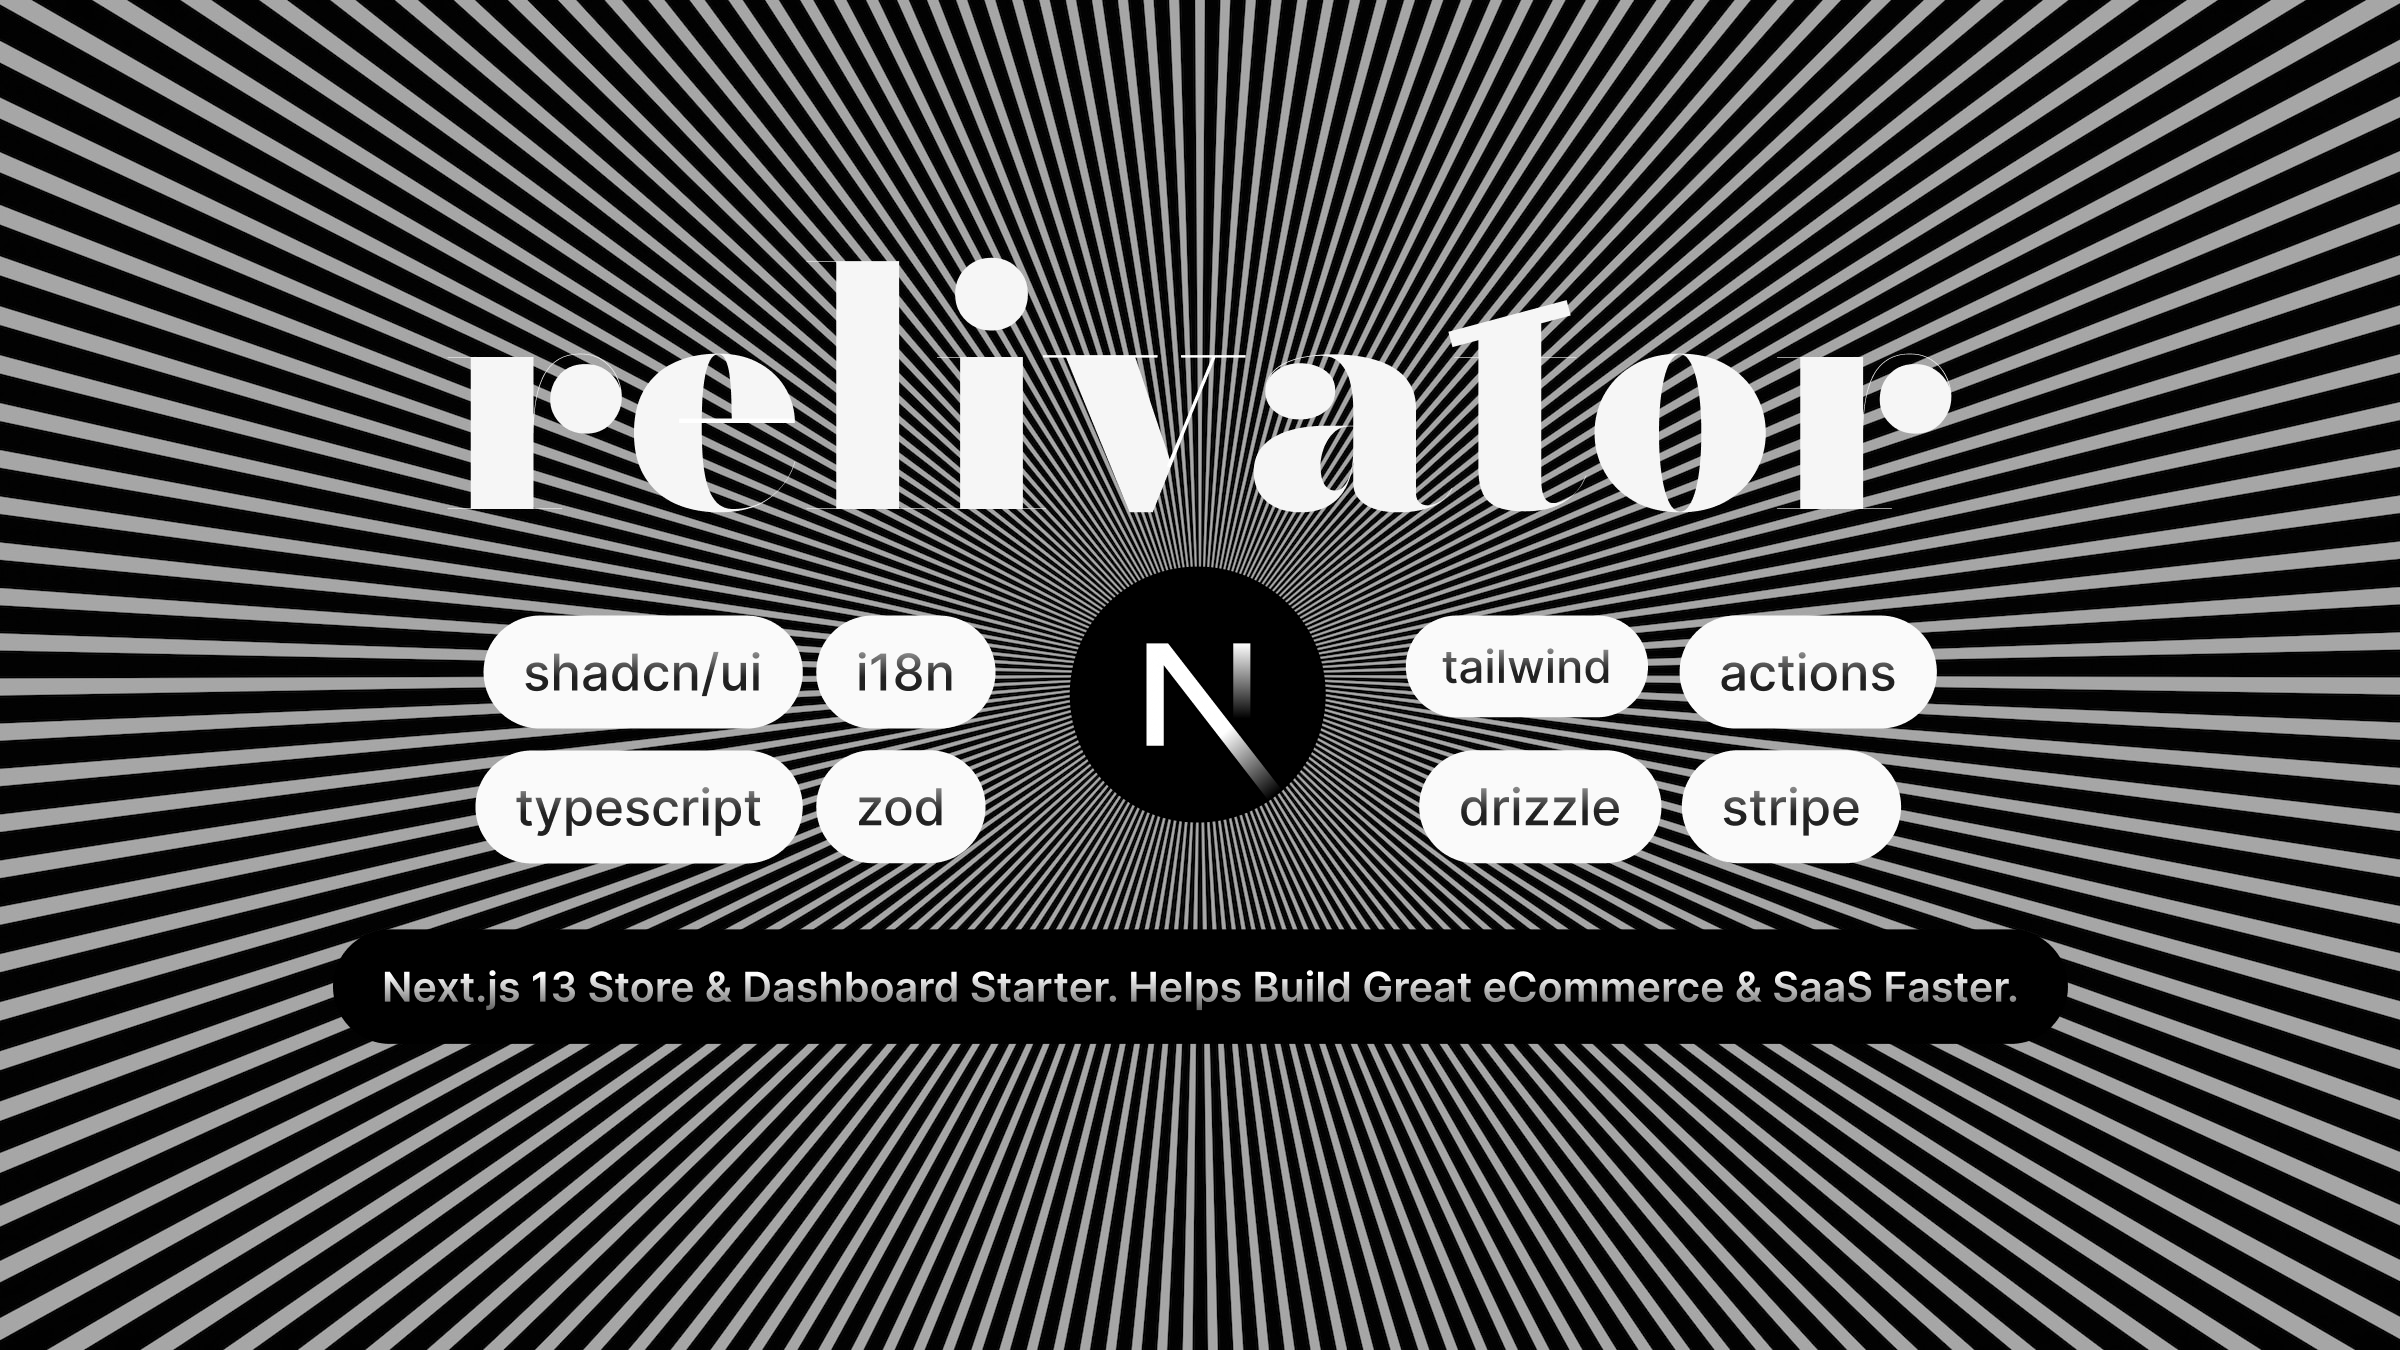 relivator
shadcn/ui i18n N tailwind actions
typescript zod drizzle stripe
Next.js 13 Store & Dashboard Starter. Helps Build Great eCommerce & SaaS Faster.